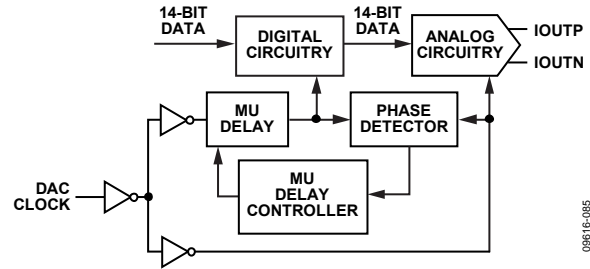 14-BIT
DATA
DIGITAL
CIRCUITRY
14-BIT
DATA
ANALOG
CIRCUITRY
IOUTP
IOUTN
MU
DELAY
PHASE
DETECTOR
MU
DELAY
CONTROLLER
DAC
CLOCK
09616-085